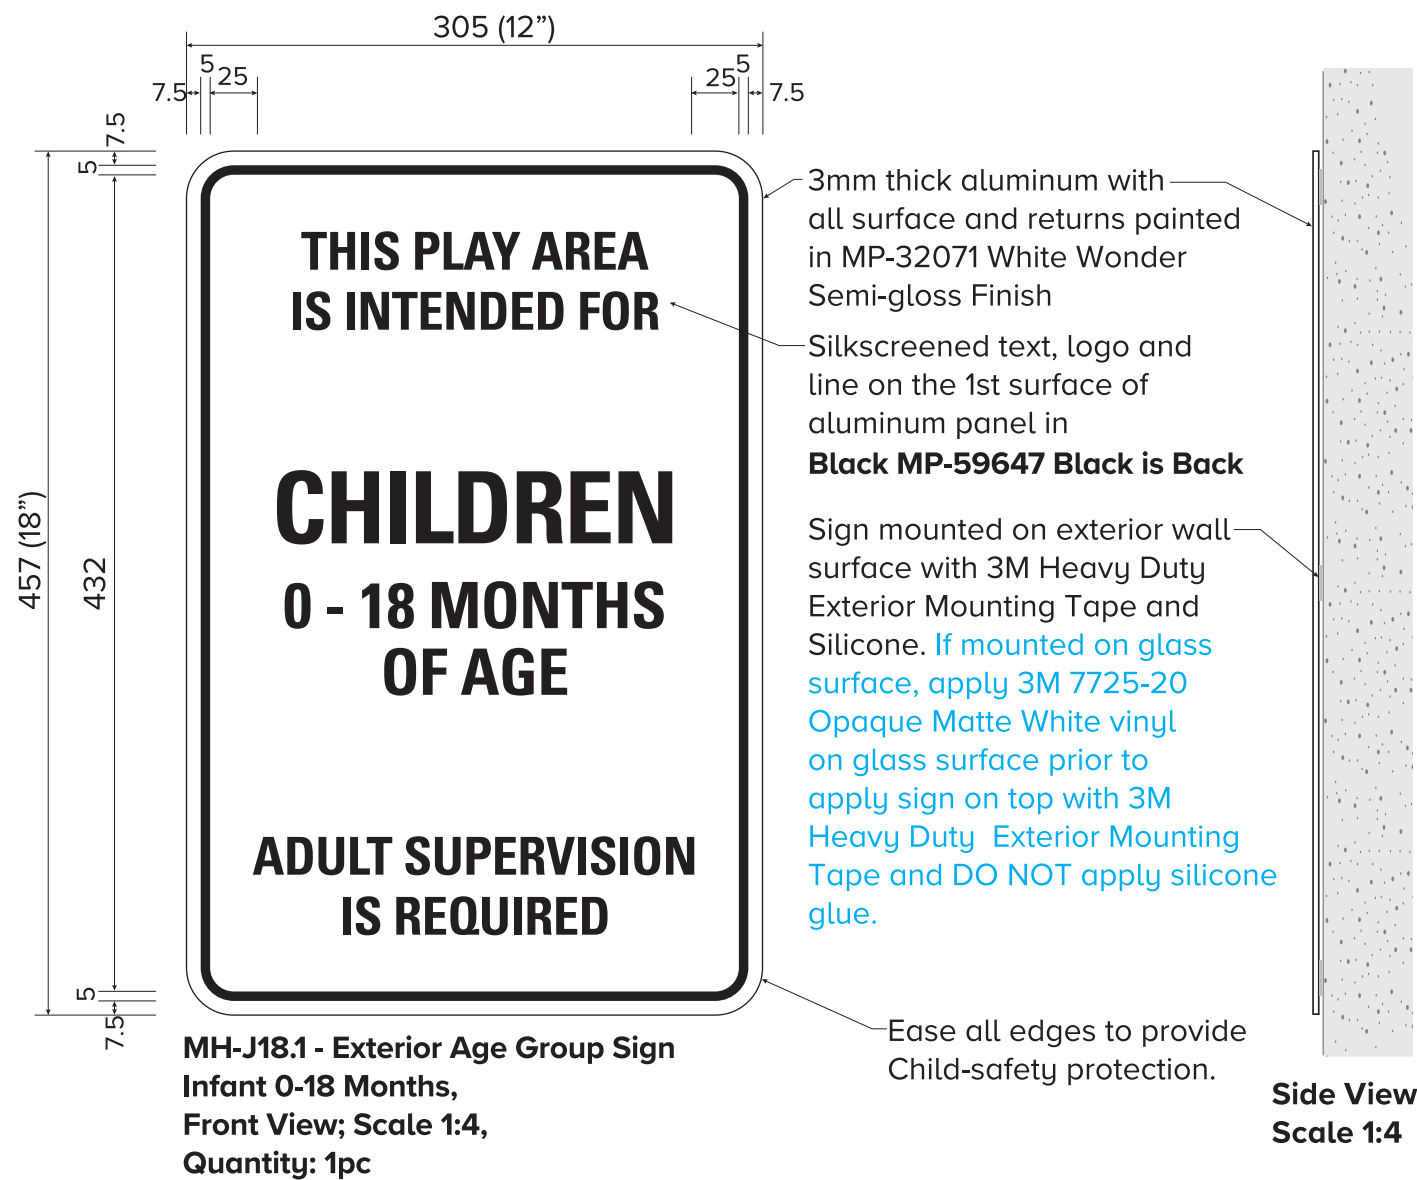 305 (12”)
5
25
7.5
5
25
7.5
7.5
5
457 (18”)
432
5
7.5
THIS PLAY AREA
IS INTENDED FOR
CHILDREN
0 - 18 MONTHS
OF AGE
ADULT SUPERVISION
IS REQUIRED
3mm thick aluminum with
all surface and returns painted
in MP-32071 White Wonder
Semi-gloss Finish
Silkscreened text, logo and
line on the 1st surface of
aluminum panel in
Black MP-59647 Black is Back
Sign mounted on exterior wall
surface with 3M Heavy Duty
Exterior Mounting Tape and
Silicone. If mounted on glass
surface, apply 3M 7725-20
Opaque Matte White vinyl
on glass surface prior to
apply sign on top with 3M
Heavy Duty  Exterior Mounting
Tape and DO NOT apply silicone
glue.
Ease all edges to provide
Child-safety protection.
MH-J18.1 - Exterior Age Group Sign
Infant 0-18 Months,
Front View; Scale 1:4,
Quantity: 1pc
Side View
Scale 1:4